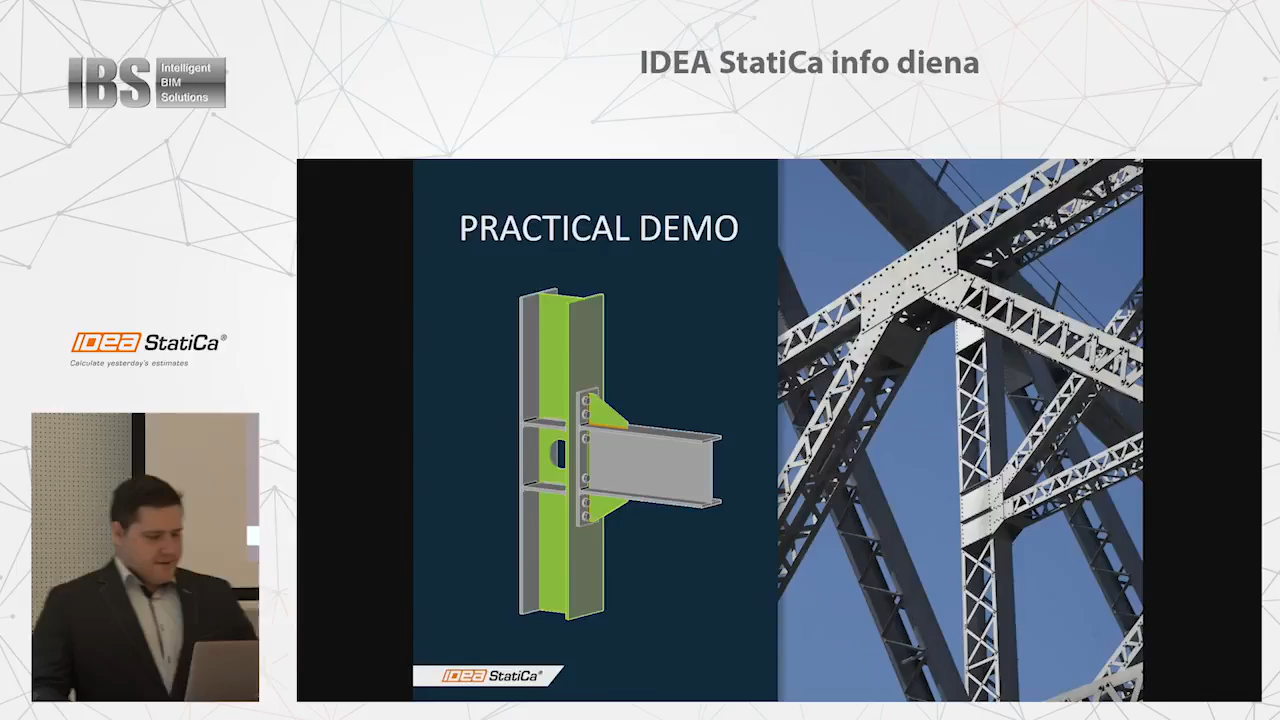 IBS
Intelligent
BIM
Solutions
IDEA StatiCa info diena
IDEA StatiCa®
Calculate yesterday's estimates
PRACTICAL DEMO
IDEA StatiCa®